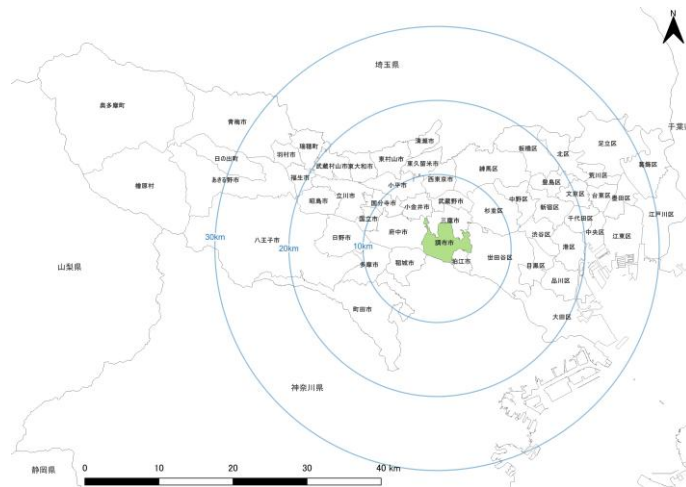 N
埼玉県
千葉県
奥多摩町
青梅市
瑞穂町
清瀬市
足立区
板橋区
北区
羽村市
日の出町
武蔵村山市
東大和市
東村山市
東久留米市
練馬区
葛飾区
荒川区
あきる野市
福生市
西東京市
豊島区
檜原村
小平市
文京区
台東区
墨田区
昭島市
立川市
国分寺市
小金井市
武蔵野市
中野区
新宿区
杉並区
江戸川区
国立市
三鷹市
千代田区
府中市
渋谷区
中央区
江東区
30km
八王子市
日野市
調布市
港区
20km
10km
山梨県
多摩市
稲城市
狛江市
世田谷区
目黒区
品川区
町田市
大田区
神奈川県
静岡県
0 10 20 30 40 km